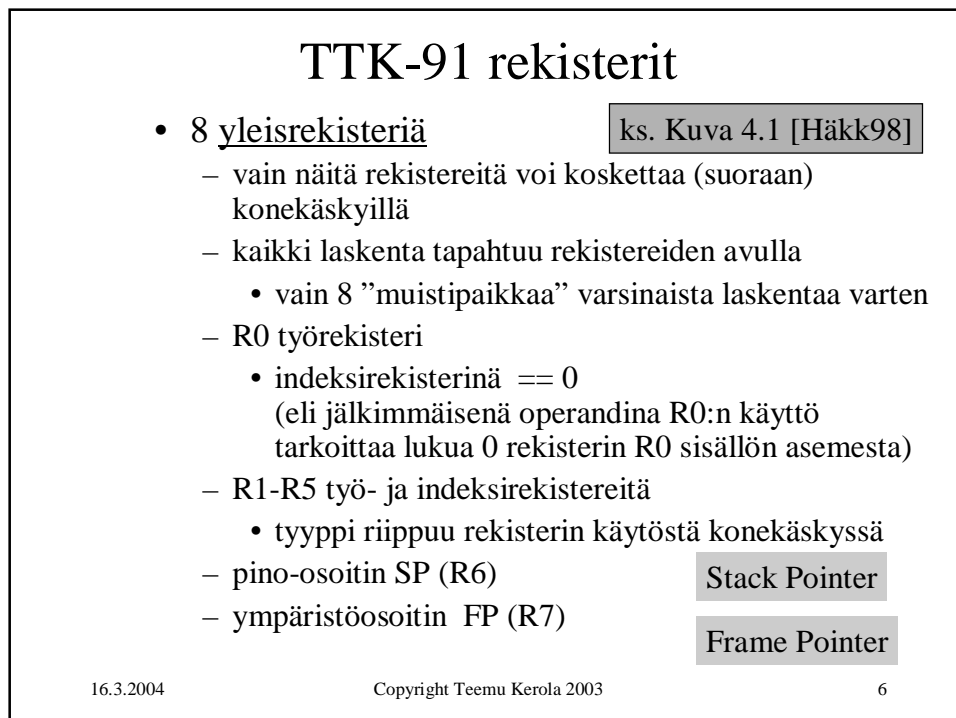 TTK-91 rekisterit
• 8 yleisrekisteriä
ks. Kuva 4.1 [Häkk98]
– vain näitä rekistereitä voi koskettaa (suoraan)
konekäskyillä
– kaikki laskenta tapahtuu rekistereiden avulla
• vain 8 ”muistipaikkaa” varsinaista laskentaa varten
– R0 työrekisteri
• indeksirekisterinä == 0
(eli jälkimmäisenä operandina R0:n käyttö
tarkoittaa lukua 0 rekisterin R0 sisällön asemesta)
– R1-R5 työ- ja indeksirekistereitä
• tyyppi riippuu rekisterin käytöstä konekäskyssä
– pino-osoitin SP (R6)
Stack Pointer
– ympäristöosoitin FP (R7)
Frame Pointer
16.3.2004
Copyright Teemu Kerola 2003
6